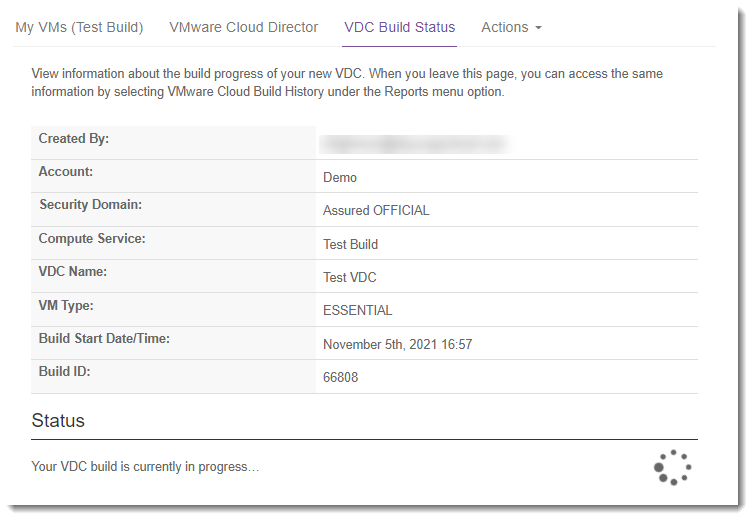 My VMs (Test Build) VMware Cloud Director VDC Build Status Actions
View information about the build progress of your new VDC. When you leave this page, you can access the same
information by selecting VMware Cloud Build History under the Reports menu option.
Created By:
Account: Demo
Security Domain: Assured OFFICIAL
Compute Service: Test Build
VDC Name: Test VDC
VM Type: ESSENTIAL
Build Start Date/Time: November 5th, 2021 16:57
Build ID: 66808
Status
Your VDC build is currently in progress…